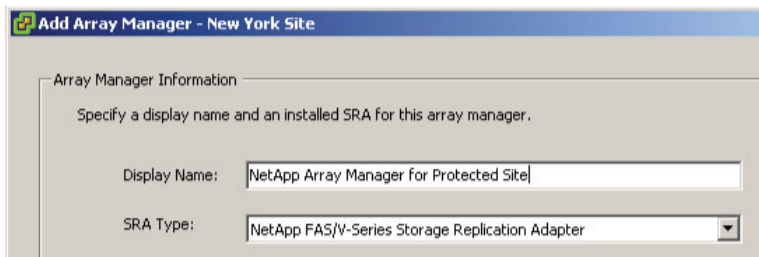 Add Array Manager - New York Site
Array Manager Information
Specify a display name and an installed SRA for this array manager.
Display Name: NetApp Array Manager for Protected Site
SRA Type: NetApp FAS/V-Series Storage Replication Adapter